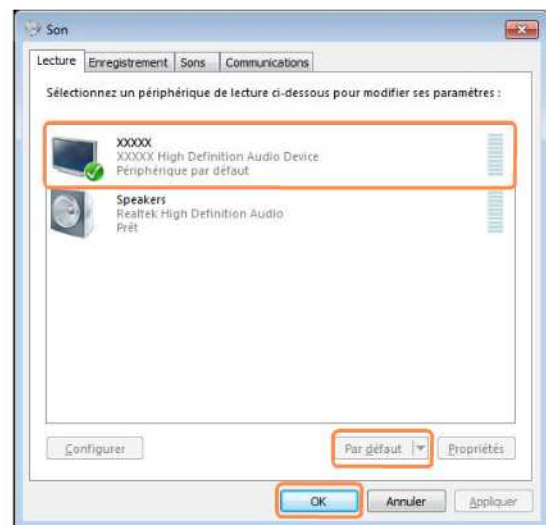 Son
Lecture Enregistrement Sons Communications
Sélectionnez un périphérique de lecture ci-dessous pour modifier ses paramètres :
XXXXX
XXXXX High Definition Audio Device
Périphérique par défaut
Speakers
Realtek High Definition Audio
Prêt
Configurer Par défaut Propriétés
OK Annuler Appliquer